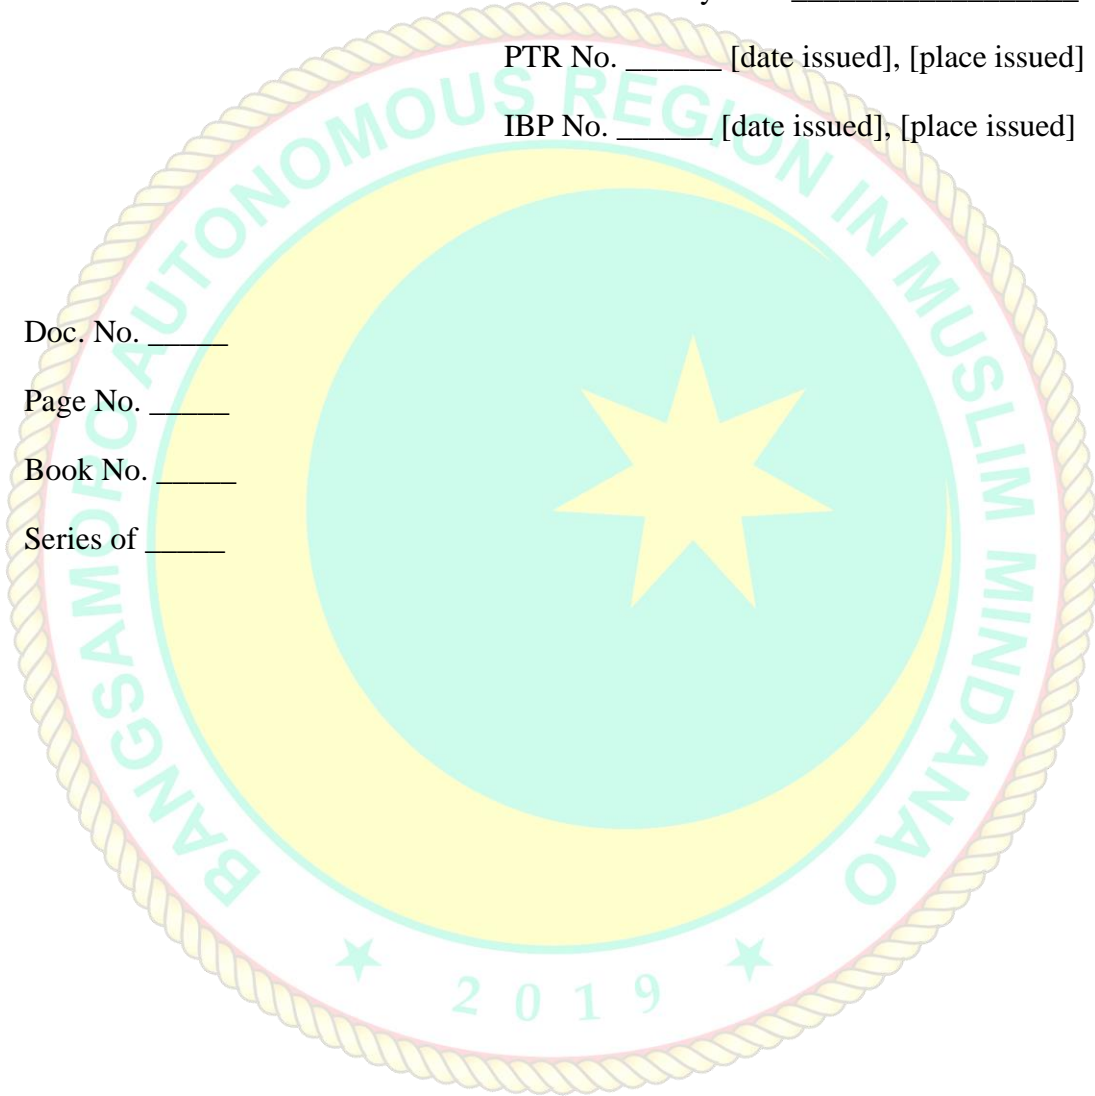 PTR No. ______ [date issued], [place issued]
IBP No. ______ [date issued], [place issued]
Doc. No. _____
Page No. _____
Book No. _____
Series of _____
BANGSAMORO AUTONOMOUS REGION IN MUSLIM MINDANAO
2019